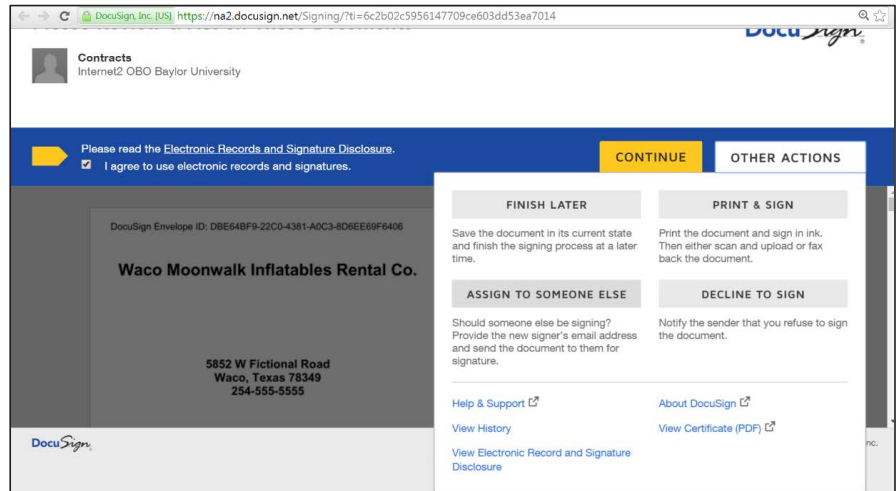 DocuSign, Inc. [US] https://na2.docusign.net/Signing/?ti=6c2b02c5956147709ce603dd53ea7014
DocuSign
Contracts
Internet2 OBO Baylor University
Please read the Electronic Records and Signature Disclosure.
I agree to use electronic records and signatures.
CONTINUE
OTHER ACTIONS
DocuSign Envelope ID: DBE64BF9-22C0-4381-A0C3-8D6EE69F6406
Waco Moonwalk Inflatables Rental Co.
5852 W Fictional Road
Waco, Texas 78349
254-555-5555
FINISH LATER
Save the document in its current state
and finish the signing process at a later
time.
PRINT & SIGN
Print the document and sign in ink.
Then either scan and upload or fax
back the document.
ASSIGN TO SOMEONE ELSE
Should someone else be signing?
Provide the new signer's email address
and send the document to them for
signature.
DECLINE TO SIGN
Notify the sender that you refuse to sign
the document.
Help & Support
About DocuSign
View History
View Certificate (PDF)
View Electronic Record and Signature
Disclosure
DocuSign
nc.